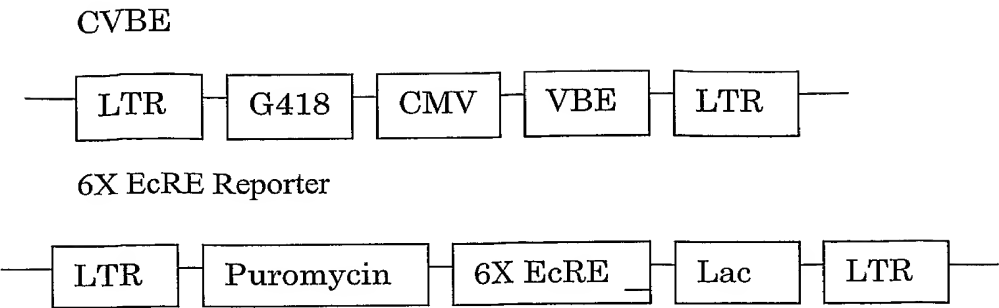 CVBE
LTR G418 CMV VBE LTR
6X EcRE Reporter
LTR Puromycin 6X EcRE _ Lac LTR